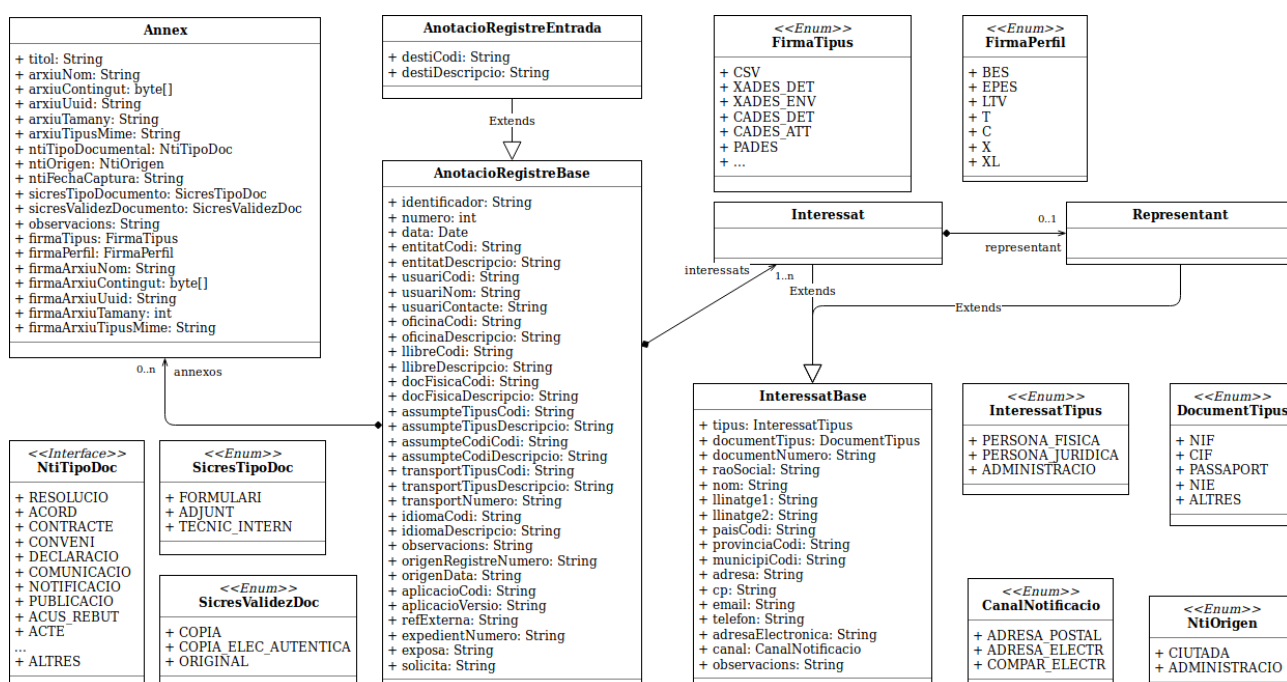 Annex
+ titol: String
+ arxiuNom: String
+ arxiuContingut: byte[]
+ arxiuUuid: String
+ arxiuTamany: String
+ arxiuTipusMime: String
+ ntiTipoDocumental: NtiTipoDoc
+ ntiOrigen: NtiOrigen
+ ntiFechaCaptura: String
+ sicresTipoDocumento: SicresTipoDoc
+ sicresValidezDocumento: SicresValidezDoc
+ observacions: String
+ firmaTipus: FirmaTipus
+ firmaPerfil: FirmaPerfil
+ firmaArxiuNom: String
+ firmaArxiuContingut: byte[]
+ firmaArxiuUuid: String
+ firmaArxiuTamany: int
+ firmaArxiuTipusMime: String
0..n
annexos
AnotacioRegistreEntrada
+ destiCodi: String
+ destiDescripcio: String
Extends
AnotacioRegistreBase
+ identificador: String
+ numero: int
+ data: Date
+ entitatCodi: String
+ entitatDescripcio: String
+ usuariCodi: String
+ usuariNom: String
+ usuariContacte: String
+ oficinaCodi: String
+ oficinaDescripcio: String
+ llibreCodi: String
+ llibreDescripcio: String
+ docFisicaCodi: String
+ docFisicaDescripcio: String
+ assumpteTipusCodi: String
+ assumpteTipusDescripcio: String
+ assumpteCodiCodi: String
+ assumpteCodiDescripcio: String
+ transportTipusCodi: String
+ transportTipusDescripcio: String
+ transportNumero: String
+ idiomaCodi: String
+ idiomaDescripcio: String
+ observacions: String
+ origenRegistreNumero: String
+ origenData: String
+ aplicacioCodi: String
+ aplicacioVersio: String
+ refExterna: String
+ expedientNumero: String
+ exposa: String
+ solicita: String
<<Enum>>
FirmaTipus
+ CSV
+ XADES_DET
+ XADES_ENV
+ CADES_DET
+ CADES_ATT
+ PADES
+ ...
<<Enum>>
FirmaPerfil
+ BES
+ EPES
+ LTV
+ T
+ C
+ X
+ XL
Interessat
interessats
1..n
0..1
representant
Representant
Extends
Extends
InteressatBase
+ tipus: InteressatTipus
+ documentTipus: DocumentTipus
+ documentNumero: String
+ raoSocial: String
+ nom: String
+ llinatge1: String
+ llinatge2: String
+ paisCodi: String
+ provinciaCodi: String
+ municipiCodi: String
+ adresa: String
+ cp: String
+ email: String
+ telefon: String
+ adresaElectronica: String
+ canal: CanalNotificacio
+ observacions: String
<<Enum>>
InteressatTipus
+ PERSONA_FISICA
+ PERSONA_JURIDICA
+ ADMINISTRACIO
<<Enum>>
DocumentTipus
+ NIF
+ CIF
+ PASSAPORT
+ NIE
+ ALTRES
<<Interface>>
NtiTipoDoc
+ RESOLUCIO
+ ACORD
+ CONTRACTE
+ CONVENI
+ DECLARACIO
+ COMUNICACIO
+ NOTIFICACIO
+ PUBLICACIO
+ ACUS_REBUT
+ ACTE
...
+ ALTRES
<<Enum>>
SicresTipoDoc
+ FORMULARI
+ ADJUNT
+ TECNIC_INTERN
<<Enum>>
SicresValidezDoc
+ COPIA
+ COPIA_ELEC_AUTENTICA
+ ORIGINAL
<<Enum>>
CanalNotificacio
+ ADRESA_POSTAL
+ ADRESA_ELECTR
+ COMPAR_ELECTR
<<Enum>>
NtiOrigen
+ CIUTADA
+ ADMINISTRACIO